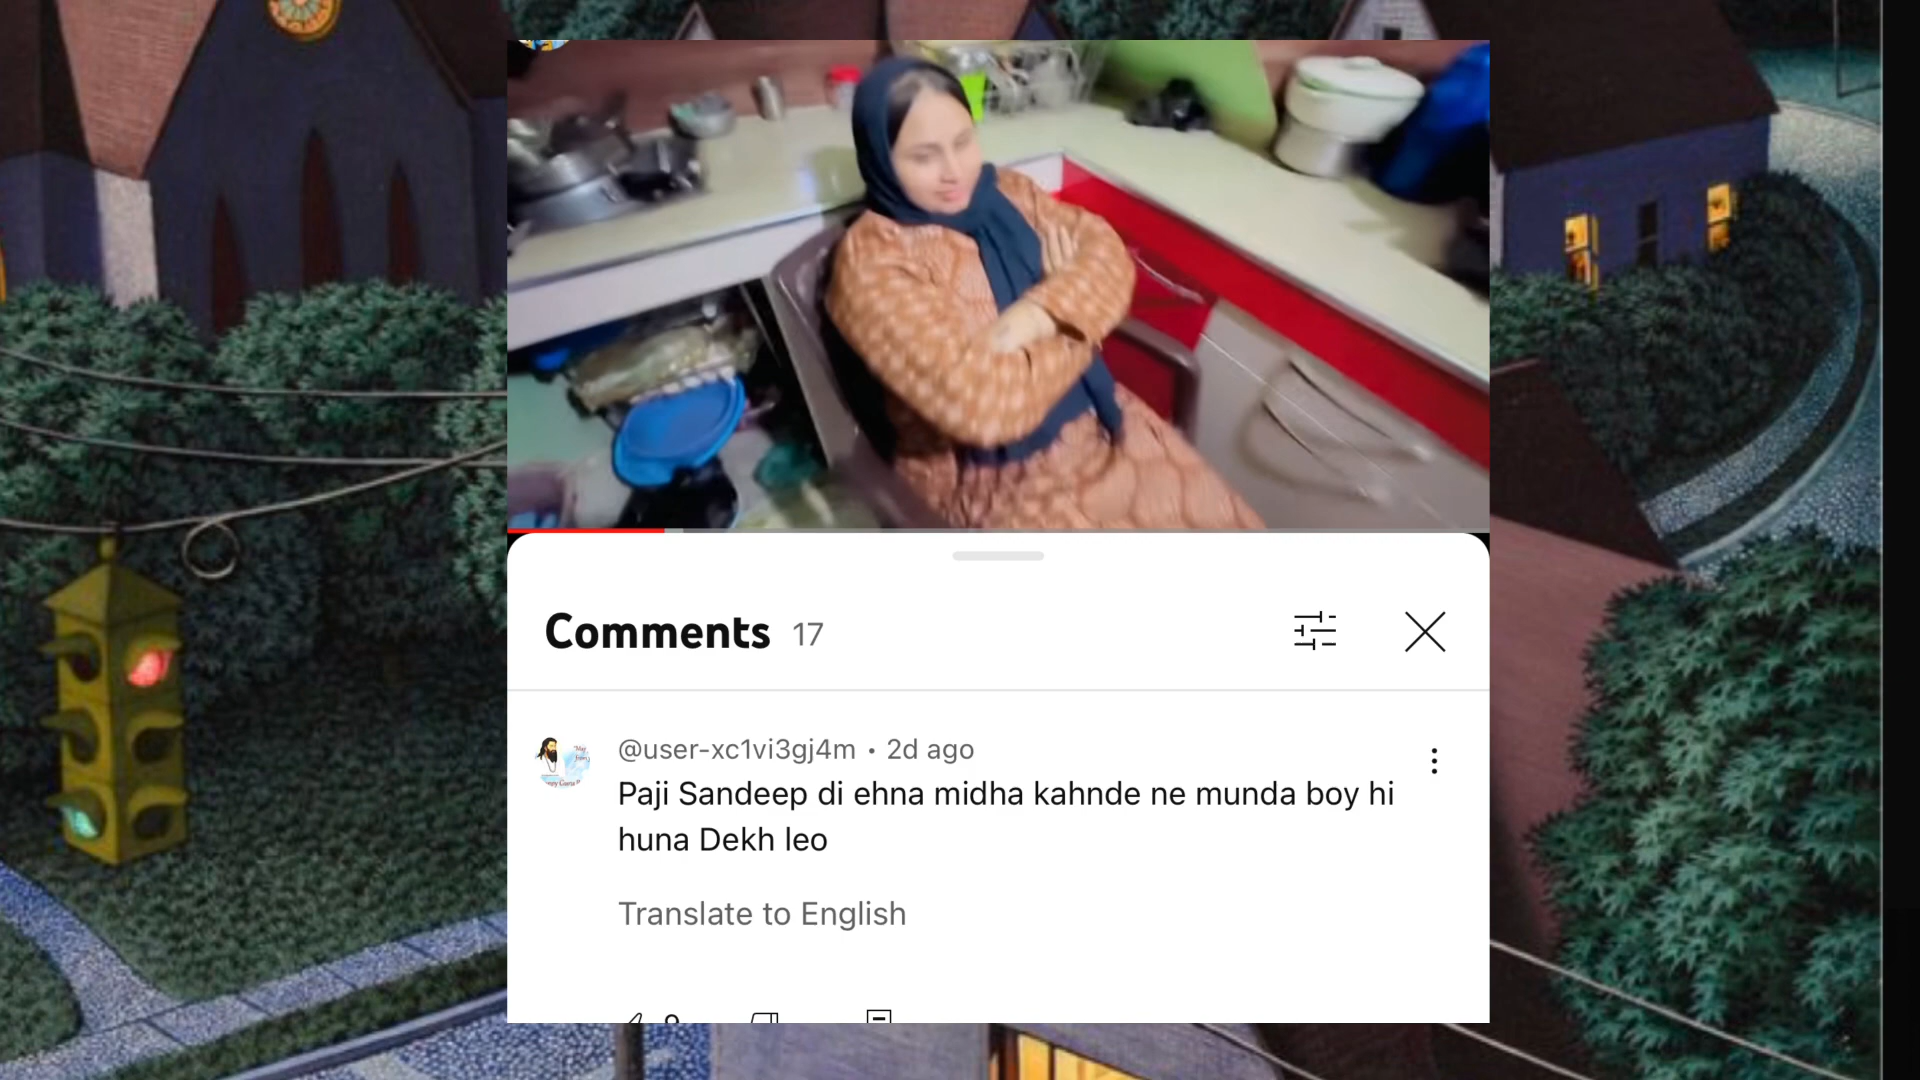 Comments 17
@user-xc1vi3gj4m • 2d ago
Paji Sandeep di ehna midha kahnde ne munda boy hi
huna Dekh leo
Translate to English